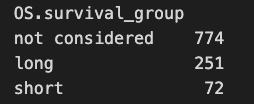 OS.survival_group
not considered    774
long              251
short              72